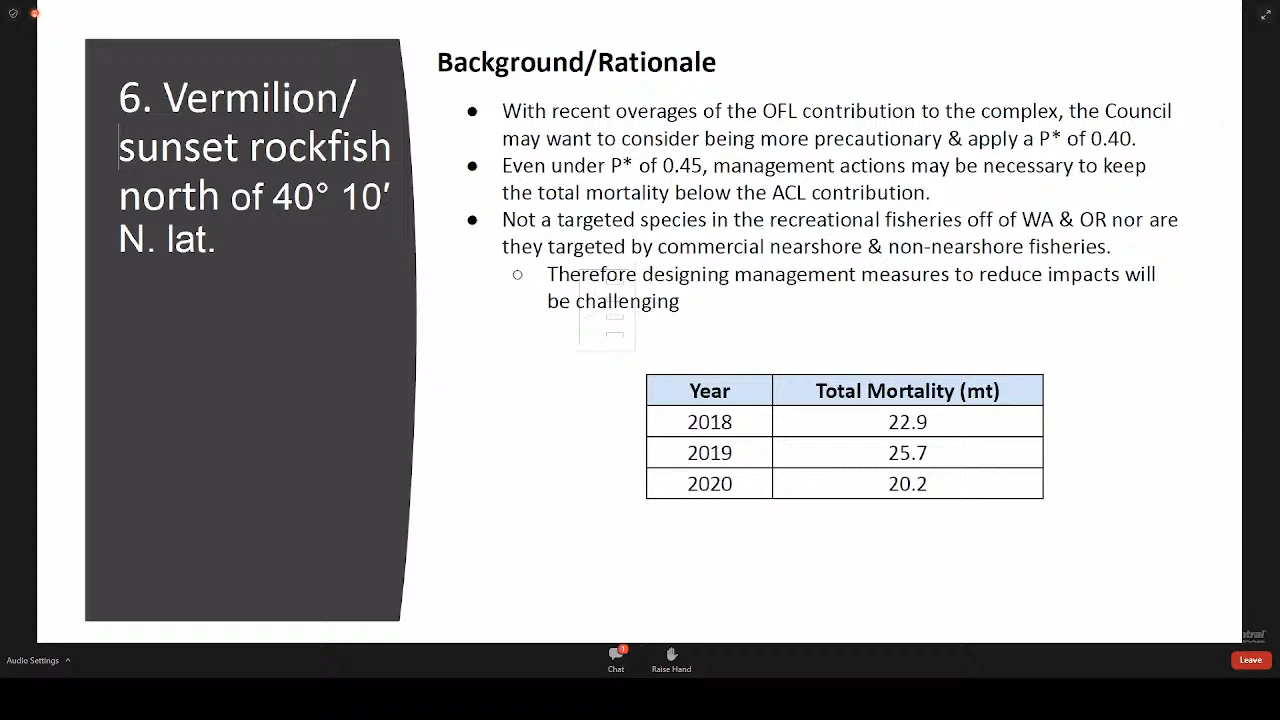 6. Vermilion/
sunset rockfish
north of 40° 10′
N. lat.
Background/Rationale
● With recent overages of the OFL contribution to the complex, the Council
may want to consider being more precautionary & apply a P* of 0.40.
● Even under P* of 0.45, management actions may be necessary to keep
the total mortality below the ACL contribution.
● Not a targeted species in the recreational fisheries off of WA & OR nor are
they targeted by commercial nearshore & non-nearshore fisheries.
○ Therefore designing management measures to reduce impacts will
be challenging
Year Total Mortality (mt)
2018 22.9
2019 25.7
2020 20.2
Audio Settings
1
Chat
Raise Hand
Leave